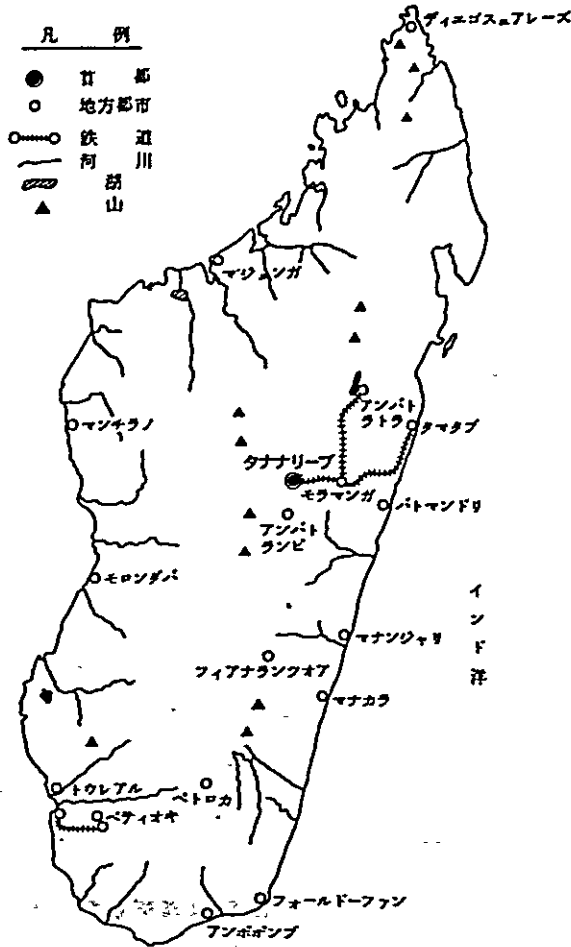 凡 例
首 都
地方都市
鉄 道
河 川
湖
山
ディエゴスュアレーズ
マジュンガ
アンバト
ラトラ
マンチラノ
タマタブ
タナナリーブ
モラマンガ
アンバト
ランピ
バトマンドリ
モロンダバ
インド洋
マナンジャリ
フィアナランツオア
マナカラ
トウレアル
ベトロカ
ベティオキ
フォールドーファン
アンボボンブ